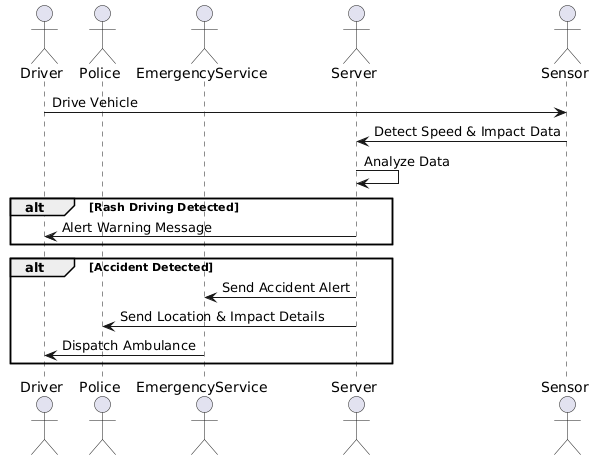 Driver Police EmergencyService Server Sensor
Drive Vehicle
Detect Speed & Impact Data
Analyze Data
alt [Rash Driving Detected]
Alert Warning Message
alt [Accident Detected]
Send Accident Alert
Send Location & Impact Details
Dispatch Ambulance
Driver Police EmergencyService Server Sensor